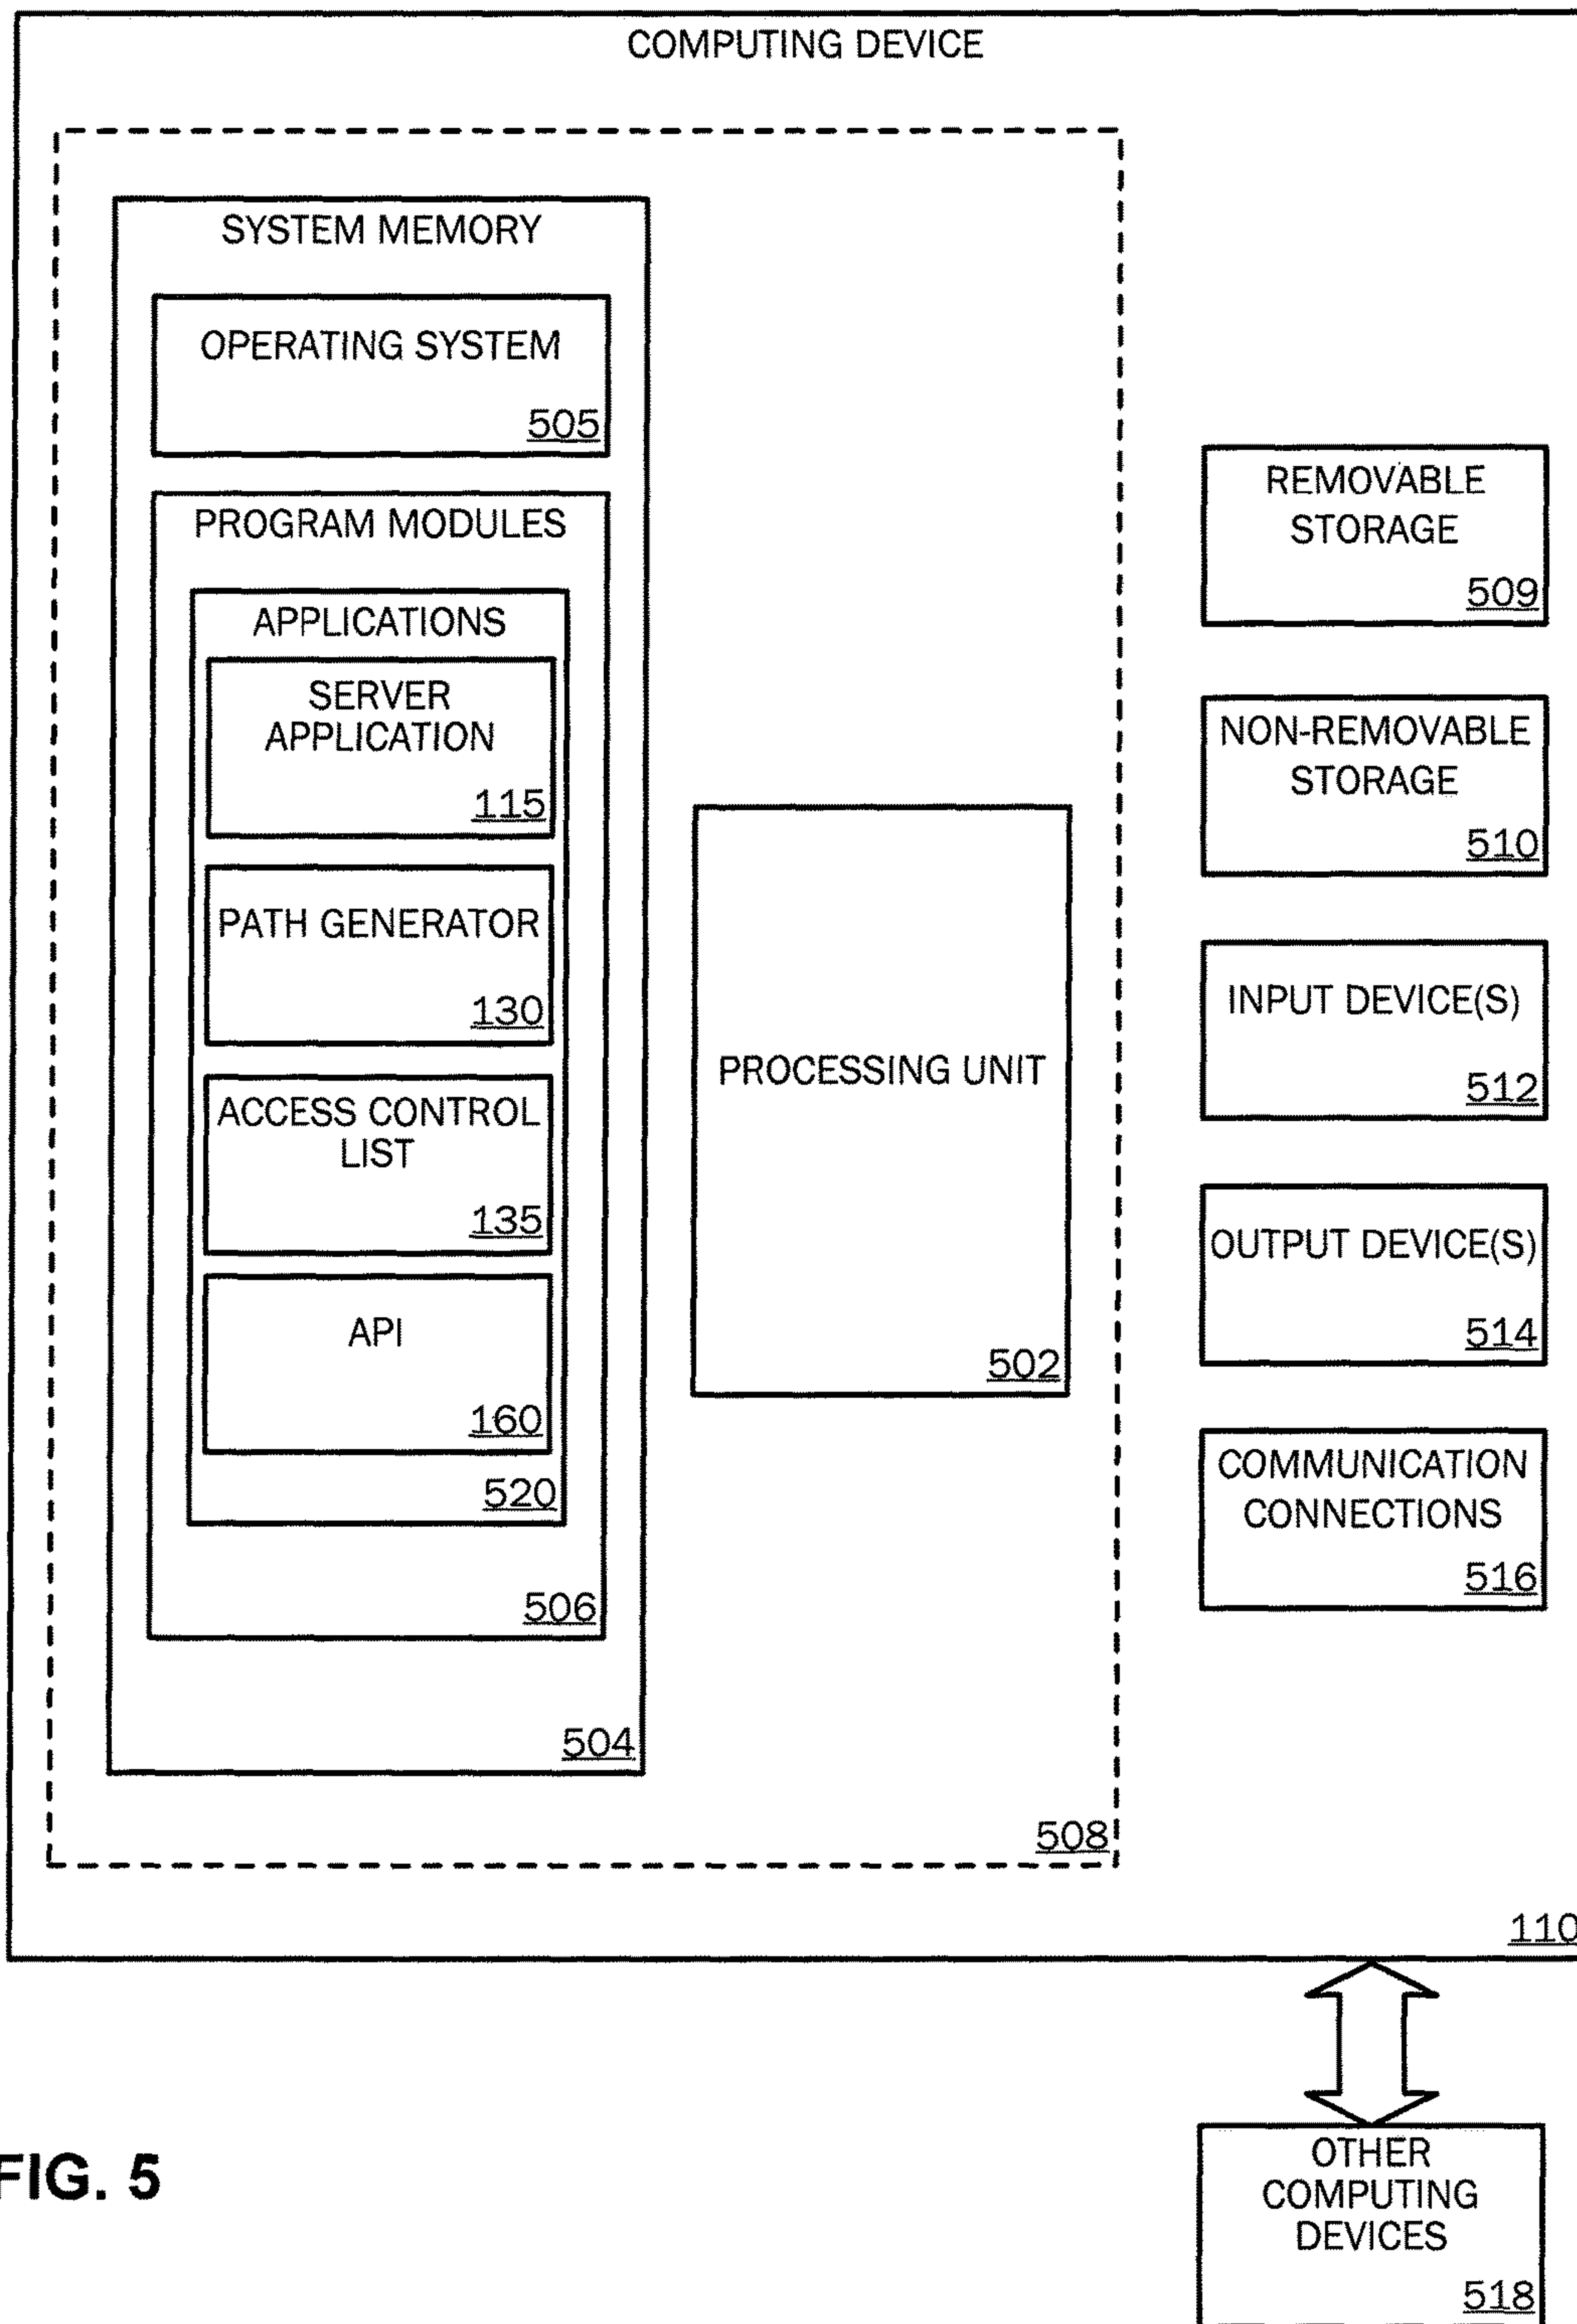 COMPUTING DEVICE
SYSTEM MEMORY
OPERATING SYSTEM
505
PROGRAM MODULES
APPLICATIONS
SERVER
APPLICATION
115
PATH GENERATOR
130
ACCESS CONTROL
LIST
135
API
160
520
506
504
PROCESSING UNIT
502
508
REMOVABLE
STORAGE
509
NON-REMOVABLE
STORAGE
510
INPUT DEVICE(S)
512
OUTPUT DEVICE(S)
514
COMMUNICATION
CONNECTIONS
516
110
OTHER
COMPUTING
DEVICES
518
FIG. 5